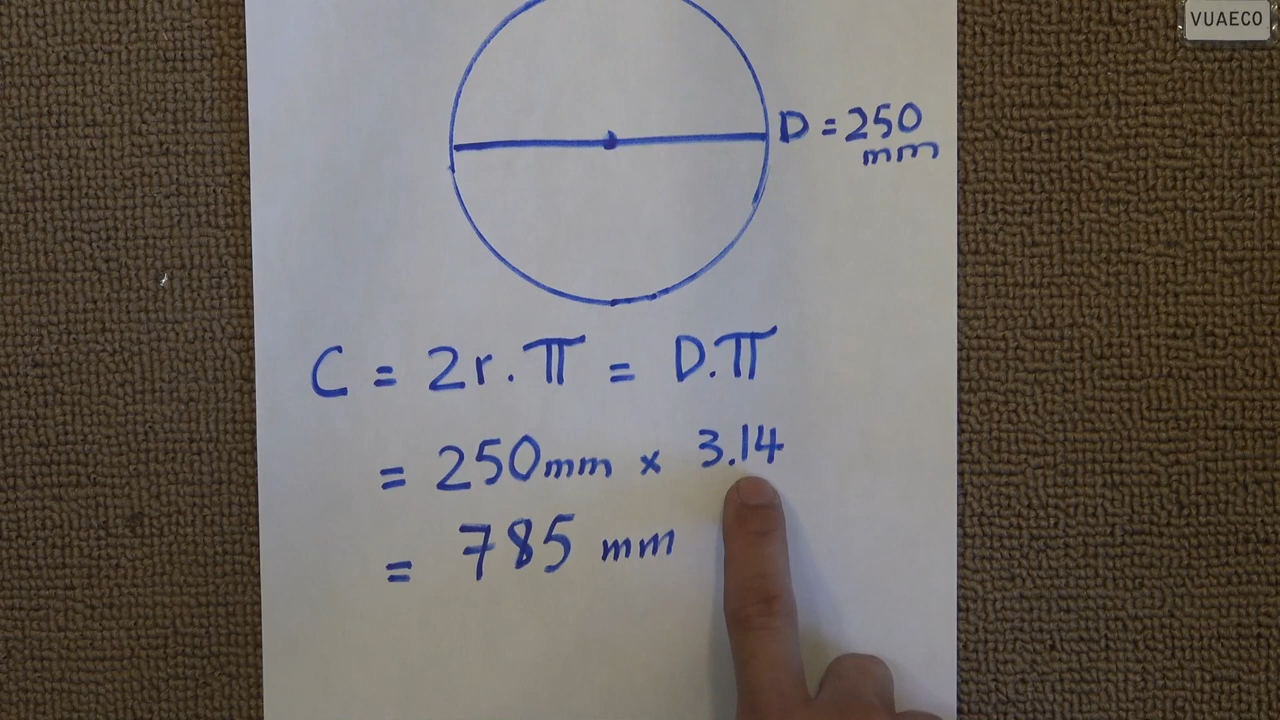 VUAECO
D = 250
mm
C = 2r.π = D.π
= 250mm x 3.14
= 785 mm